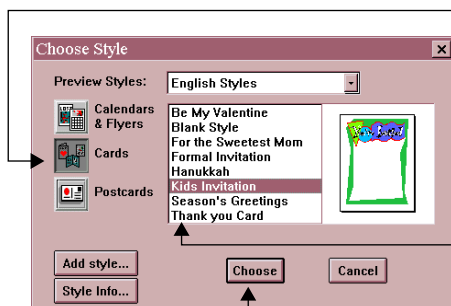 Choose Style
Preview Styles: English Styles
Calendars
& Flyers
Cards
Postcards
Be My Valentine
Blank Style
For the Sweetest Mom
Formal Invitation
Hanukkah
Kids Invitation
Season's Greetings
Thank you Card
Add style...
Choose
Cancel
Style Info...